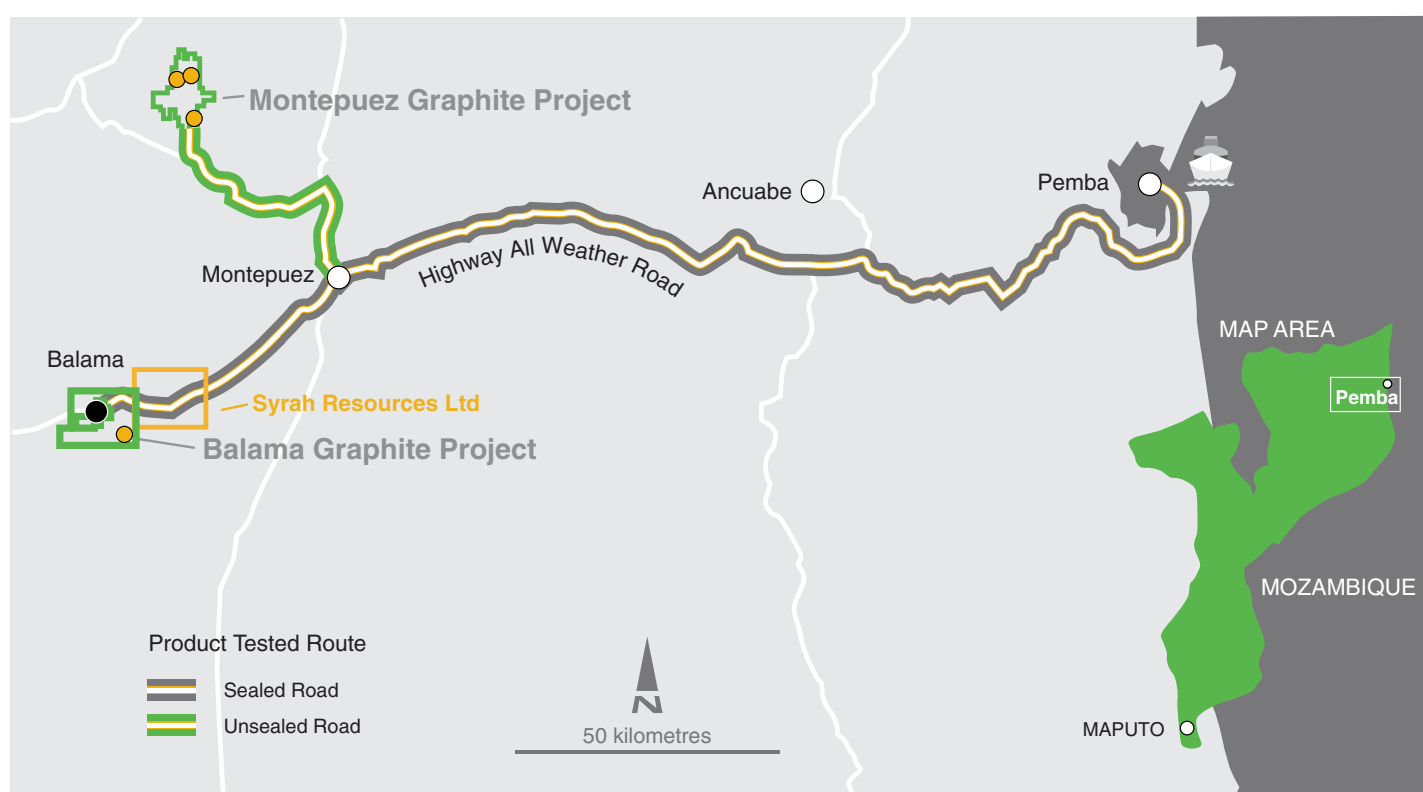 Montepuez Graphite Project
Ancuabe
Pemba
Montepuez
Highway All Weather Road
Balama
Syrah Resources Ltd
Balama Graphite Project
MAP AREA
Pemba
MOZAMBIQUE
MAPUTO
Product Tested Route
Sealed Road
Unsealed Road
N
50 kilometres